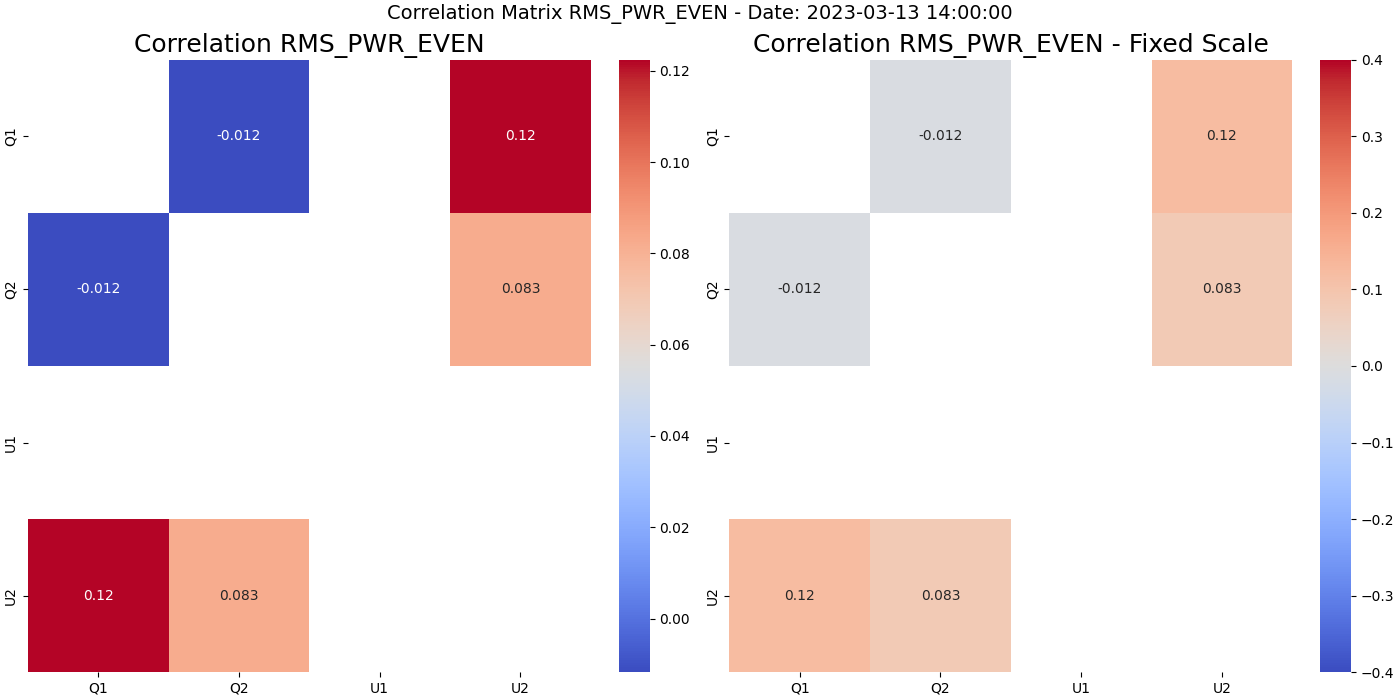 Correlation Matrix RMS_PWR_EVEN - Date: 2023-03-13 14:00:00
Correlation RMS_PWR_EVEN
Q1
Q2
U1
U2
-0.012
0.12
-0.012
0.083
0.12
0.083
Q1 Q2 U1 U2
0.12
0.10
0.08
0.06
0.04
0.02
0.00
Correlation RMS_PWR_EVEN - Fixed Scale
Q1
Q2
U1
U2
-0.012
0.12
-0.012
0.083
0.12
0.083
Q1 Q2 U1 U2
0.4
0.3
0.2
0.1
0.0
−0.1
−0.2
−0.3
−0.4